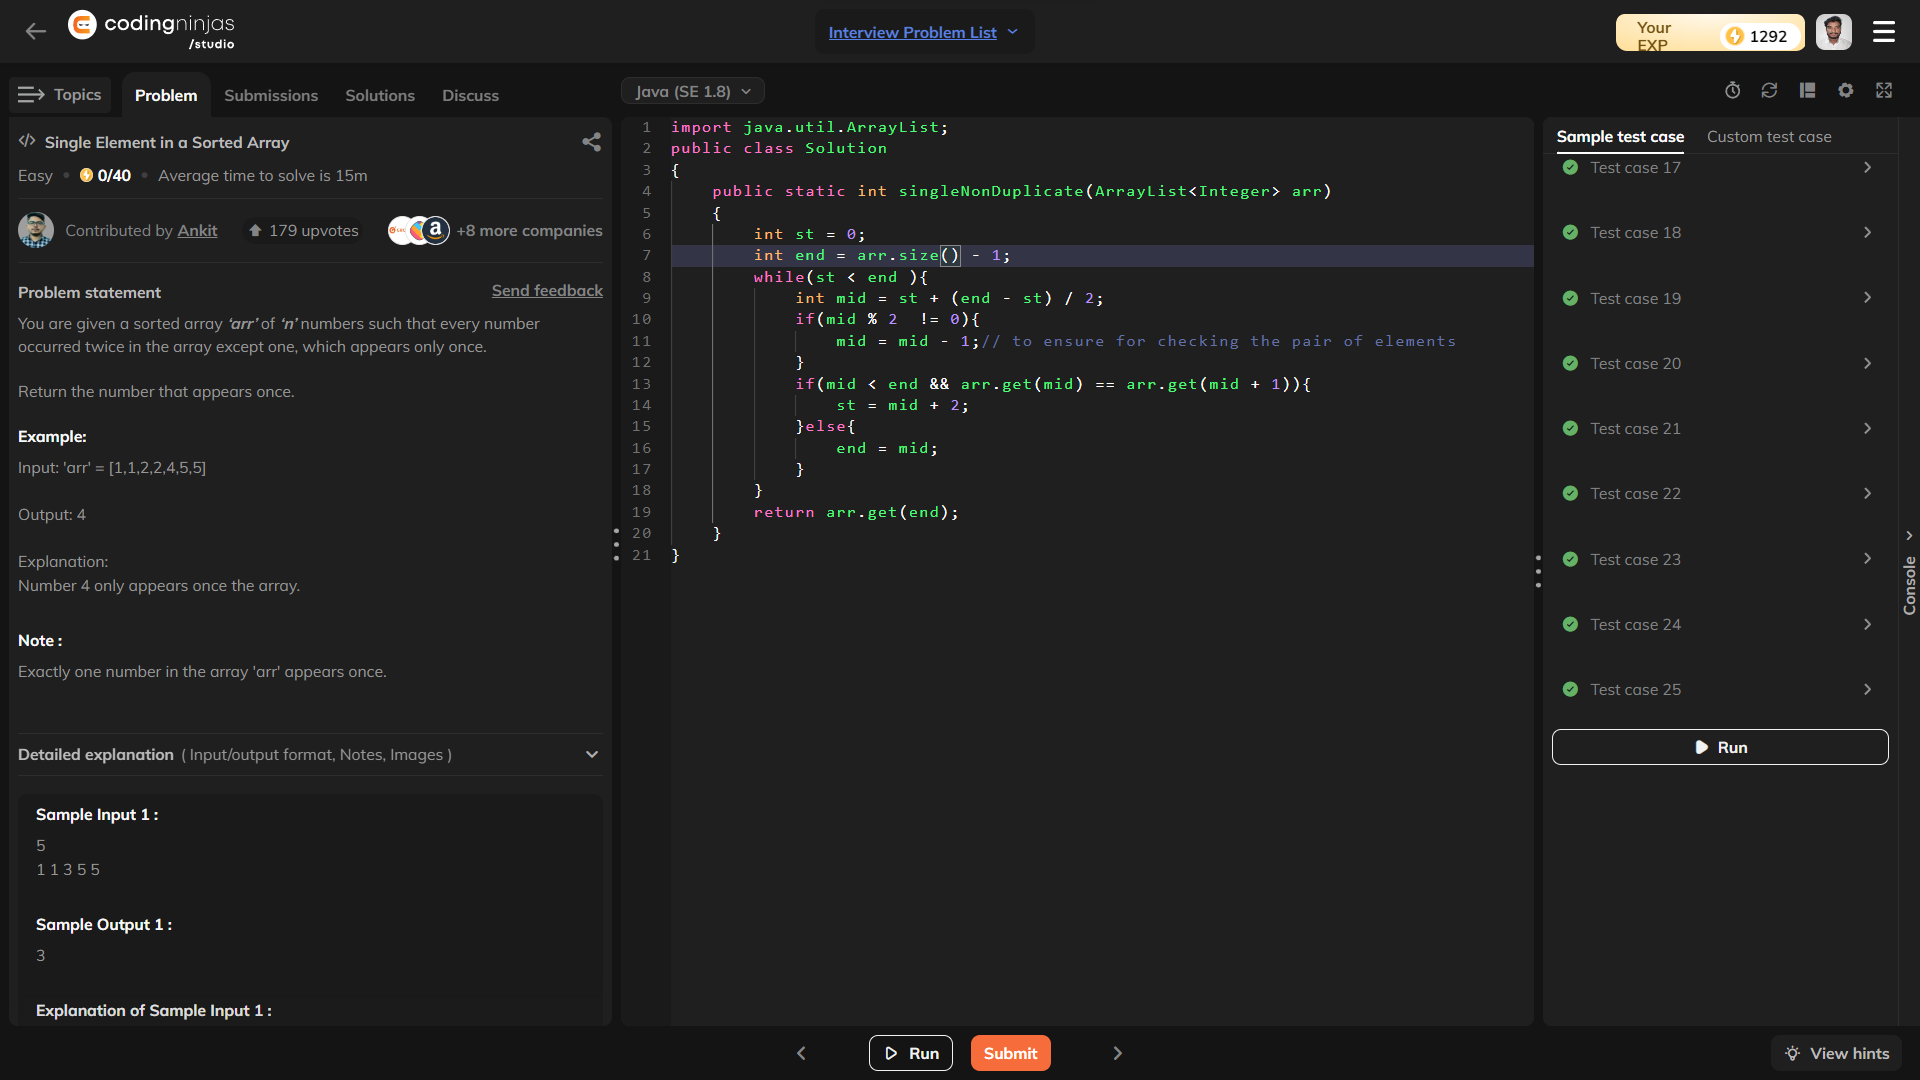 codingninjas
/studio
Interview Problem List
Your
EXP
1292
Topics
Problem
Submissions
Solutions
Discuss
Java (SE 1.8)
</> Single Element in a Sorted Array
Easy • 0/40 • Average time to solve is 15m
Contributed by Ankit
179 upvotes
a
+8 more companies
Problem statement
Send feedback
You are given a sorted array ‘arr’ of ‘n’ numbers such that every number
occurred twice in the array except one, which appears only once.
Return the number that appears once.
Example:
Input: 'arr' = [1,1,2,2,4,5,5]
Output: 4
Explanation:
Number 4 only appears once the array.
Note :
Exactly one number in the array 'arr' appears once.
Detailed explanation ( Input/output format, Notes, Images )
Sample Input 1 :
5
1 1 3 5 5
Sample Output 1 :
3
Explanation of Sample Input 1 :
1 import java.util.ArrayList;
2 public class Solution
3 {
4     public static int singleNonDuplicate(ArrayList<Integer> arr)
5     {
6         int st = 0;
7         int end = arr.size() - 1;
8         while(st < end ){
9             int mid = st + (end - st) / 2;
10             if(mid % 2  != 0){
11                 mid = mid - 1;// to ensure for checking the pair of elements
12             }
13             if(mid < end && arr.get(mid) == arr.get(mid + 1)){
14                 st = mid + 2;
15             }else{
16                 end = mid;
17             }
18         }
19         return arr.get(end);
20     }
21 }
Sample test case
Custom test case
Test case 17
Test case 18
Test case 19
Test case 20
Test case 21
Test case 22
Test case 23
Test case 24
Test case 25
Run
Console
Run
Submit
View hints